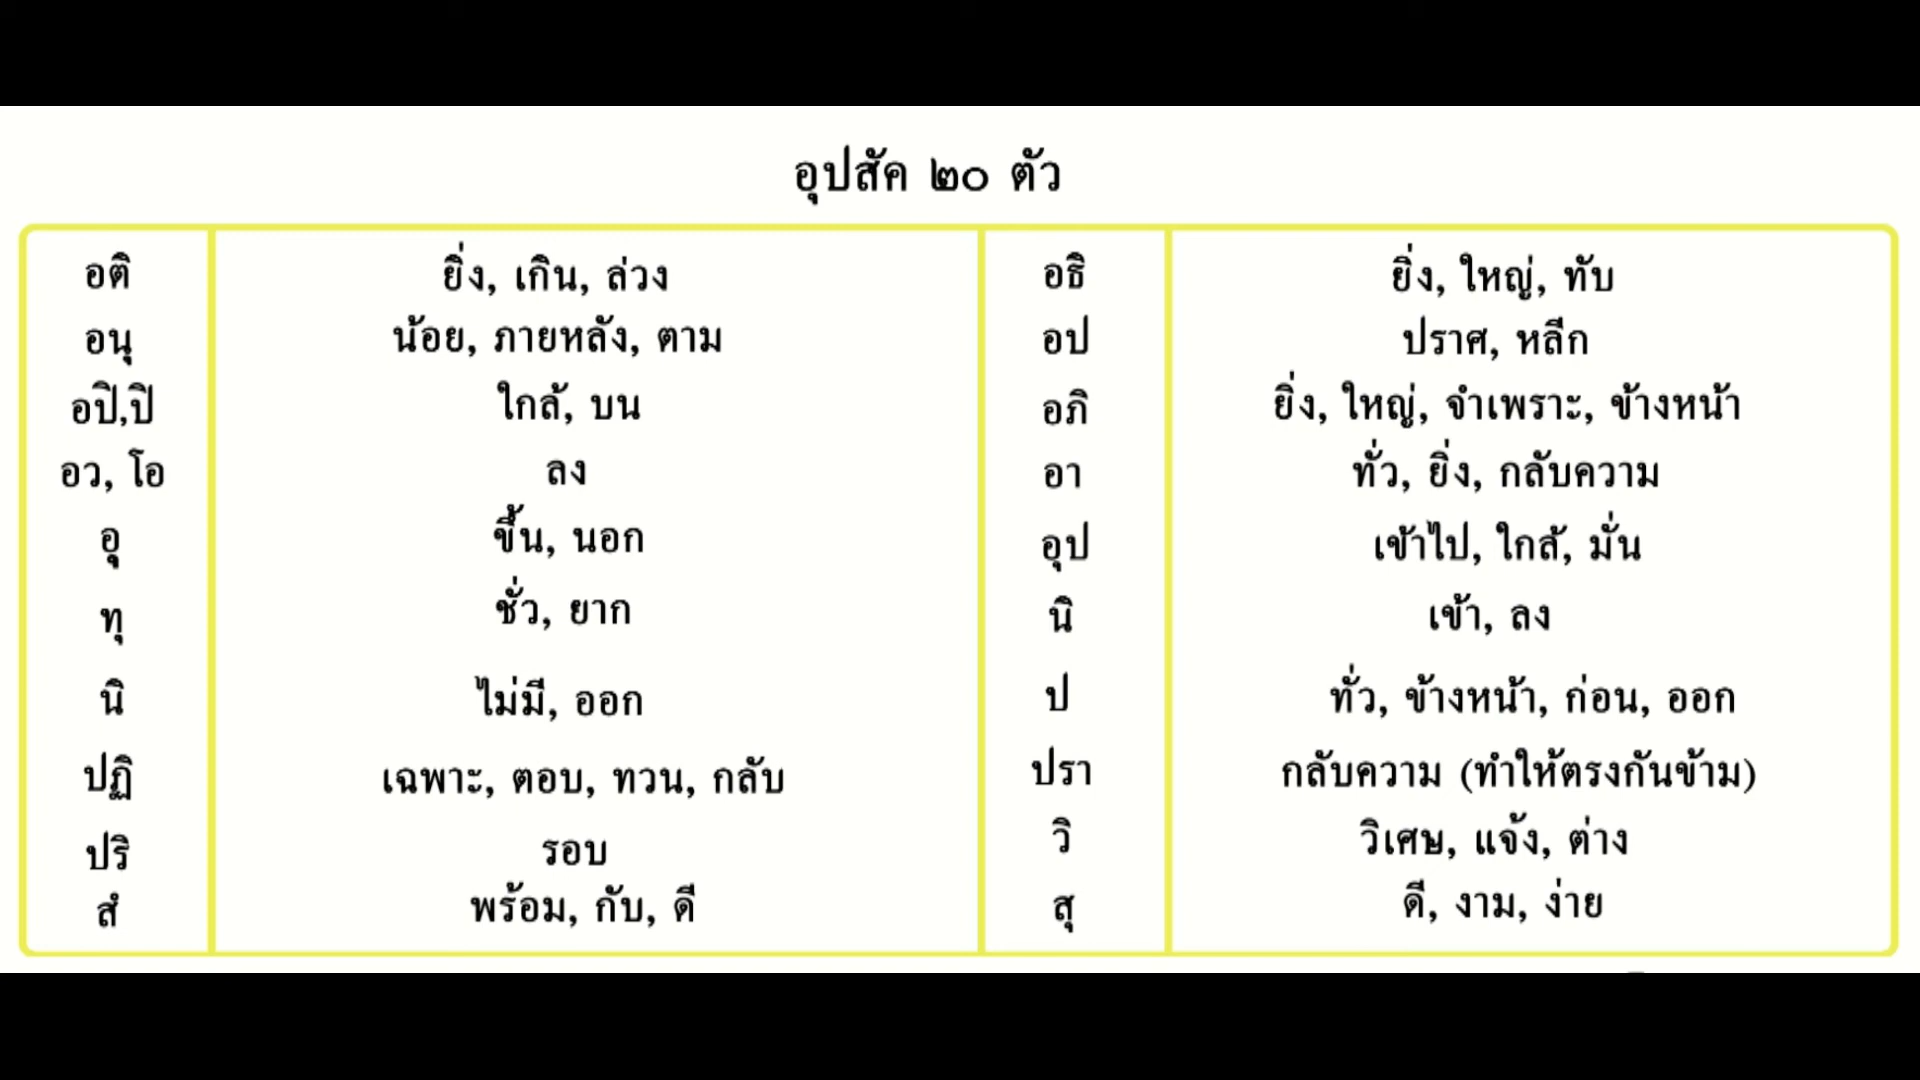 อุปสัค ๒๐ ตัว
อติ ยิ่ง, เกิน, ล่วง อธิ ยิ่ง, ใหญ่, ทับ
อนุ น้อย, ภายหลัง, ตาม อป ปราศ, หลีก
อปิ,ปิ ใกล้, บน อภิ ยิ่ง, ใหญ่, จำเพราะ, ข้างหน้า
อว, โอ ลง อา ทั่ว, ยิ่ง, กลับความ
อุ ขึ้น, นอก อุป เข้าไป, ใกล้, มั่น
ทุ ชั่ว, ยาก นิ เข้า, ลง
นิ ไม่มี, ออก ป ทั่ว, ข้างหน้า, ก่อน, ออก
ปฏิ เฉพาะ, ตอบ, ทวน, กลับ ปรา กลับความ (ทำให้ตรงกันข้าม)
ปริ รอบ วิ วิเศษ, แจ้ง, ต่าง
สํ พร้อม, กับ, ดี สุ ดี, งาม, ง่าย